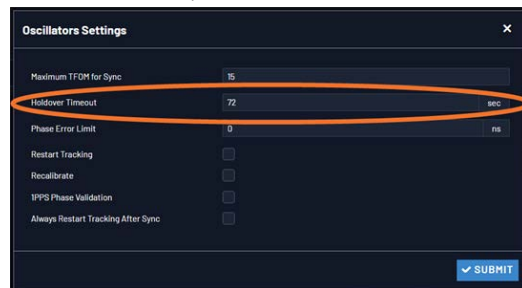 Oscillators Settings ×
Maximum TFOM for Sync 15
Holdover Timeout 72 sec
Phase Error Limit 0 ns
Restart Tracking
Recalibrate
1PPS Phase Validation
Always Restart Tracking After Sync
SUBMIT